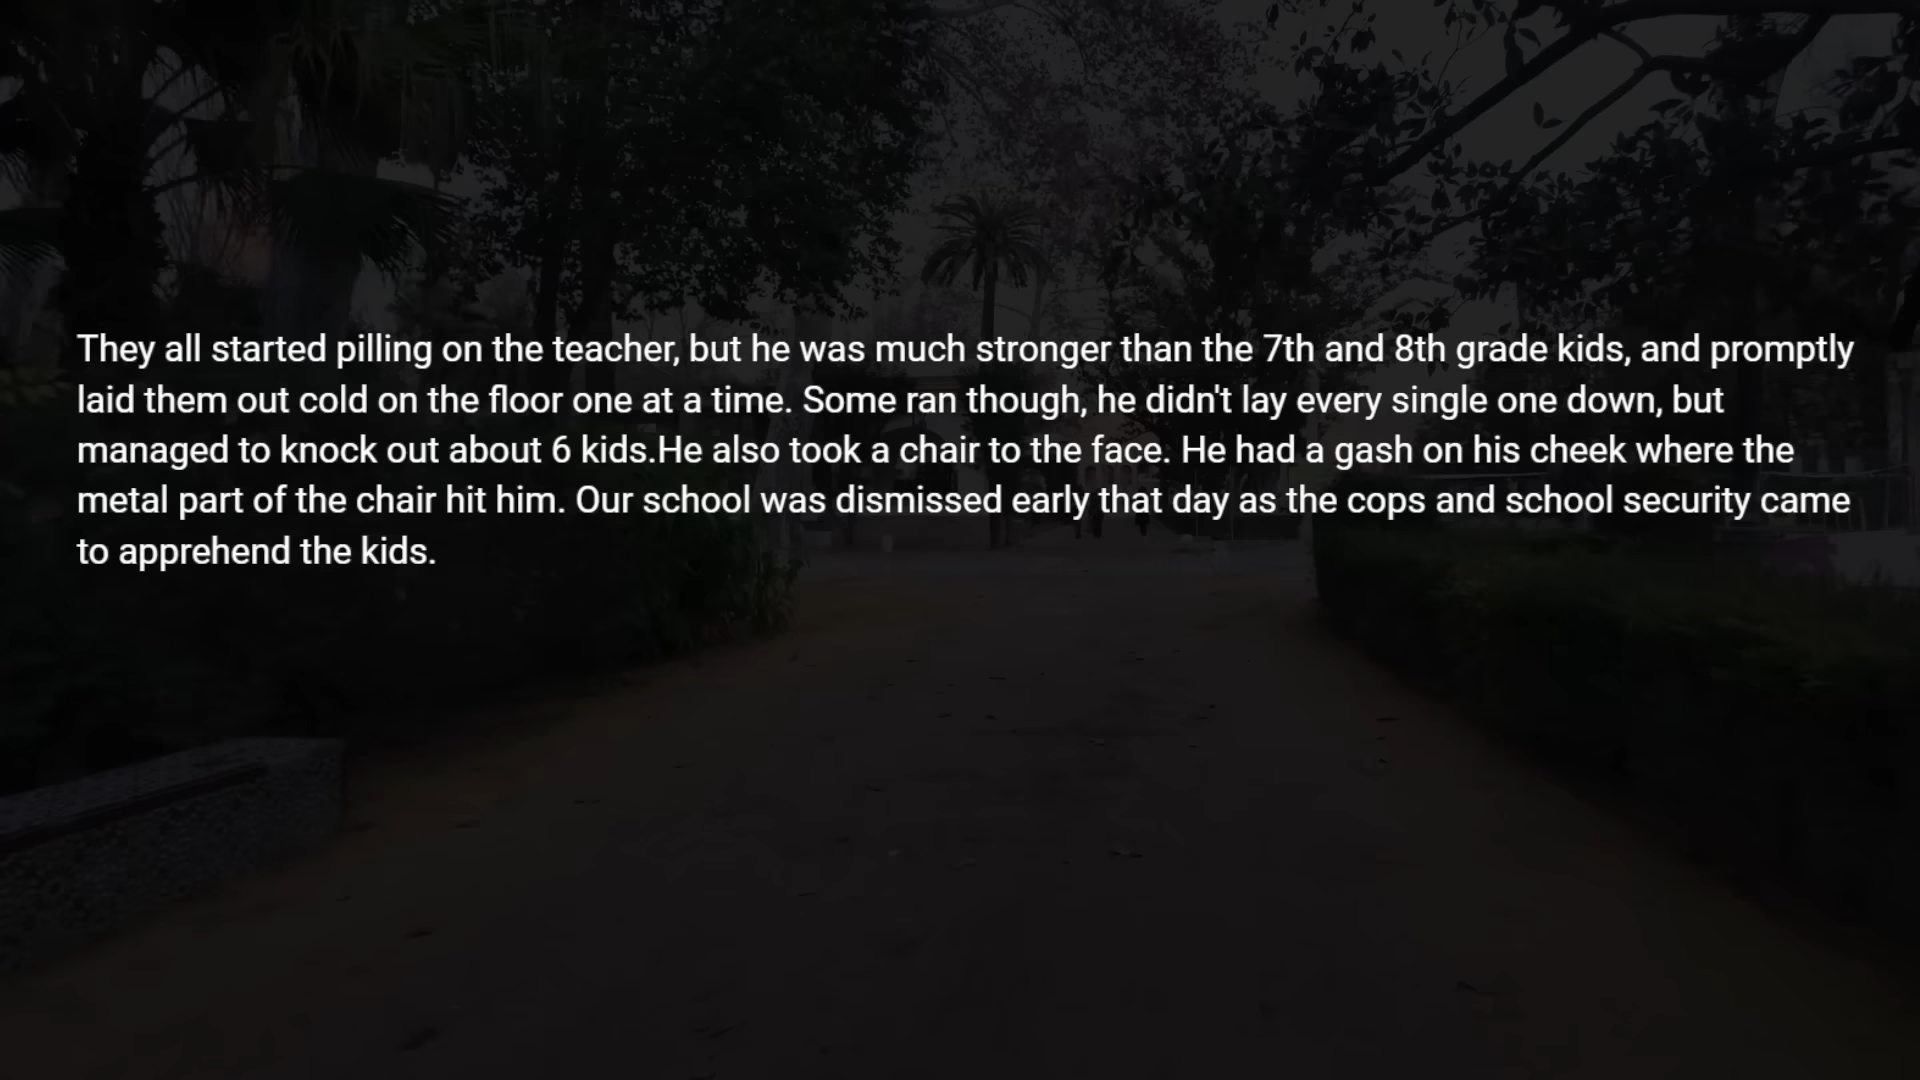 They all started pilling on the teacher, but he was much stronger than the 7th and 8th grade kids, and promptly
laid them out cold on the floor one at a time. Some ran though, he didn't lay every single one down, but
managed to knock out about 6 kids.He also took a chair to the face. He had a gash on his cheek where the
metal part of the chair hit him. Our school was dismissed early that day as the cops and school security came
to apprehend the kids.